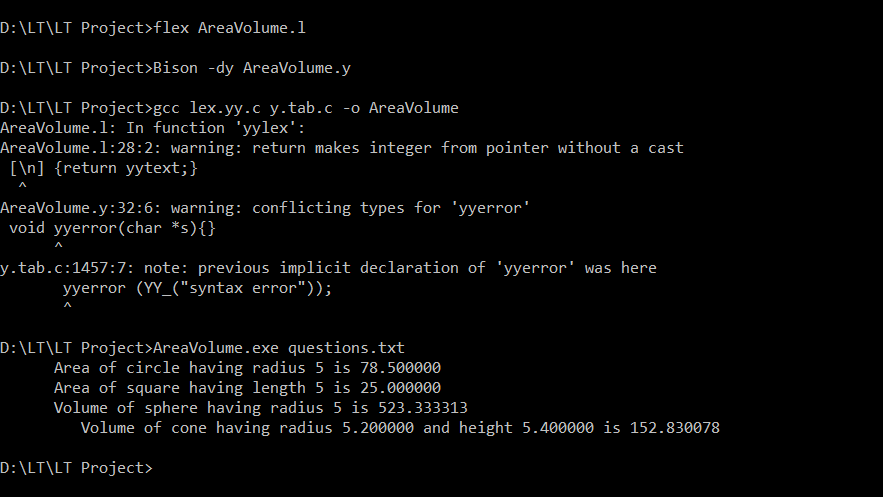 D:\LT\LT Project>flex AreaVolume.l
D:\LT\LT Project>Bison -dy AreaVolume.y
D:\LT\LT Project>gcc lex.yy.c y.tab.c -o AreaVolume
AreaVolume.l: In function 'yylex':
AreaVolume.l:28:2: warning: return makes integer from pointer without a cast
 [\n] {return yytext;}
  ^
AreaVolume.y:32:6: warning: conflicting types for 'yyerror'
 void yyerror(char *s){}
      ^
y.tab.c:1457:7: note: previous implicit declaration of 'yyerror' was here
       yyerror (YY_("syntax error"));
       ^
D:\LT\LT Project>AreaVolume.exe questions.txt
      Area of circle having radius 5 is 78.500000
      Area of square having length 5 is 25.000000
      Volume of sphere having radius 5 is 523.333313
         Volume of cone having radius 5.200000 and height 5.400000 is 152.830078
D:\LT\LT Project>